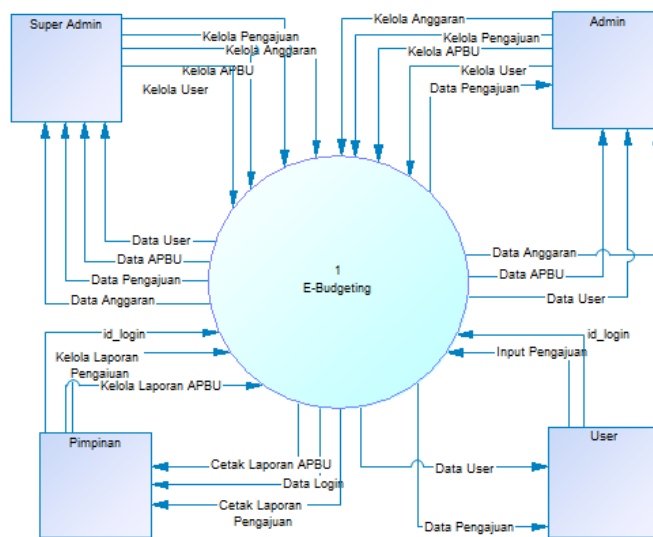 Super Admin
Kelola Pengajuan
Kelola Anggaran
Kelola APBU
Kelola User
Kelola Anggaran
Kelola Pengajuan
Kelola APBU
Kelola User
Data Pengajuan
Admin
Data User
Data APBU
Data Pengajuan
Data Anggaran
1
E-Budgeting
Data Anggaran
Data APBU
Data User
id_login
Kelola Laporan
Pengajuan
Kelola Laporan APBU
Pimpinan
id_login
Input Pengajuan
User
Cetak Laporan APBU
Data Login
Cetak Laporan
Pengajuan
Data User
Data Pengajuan